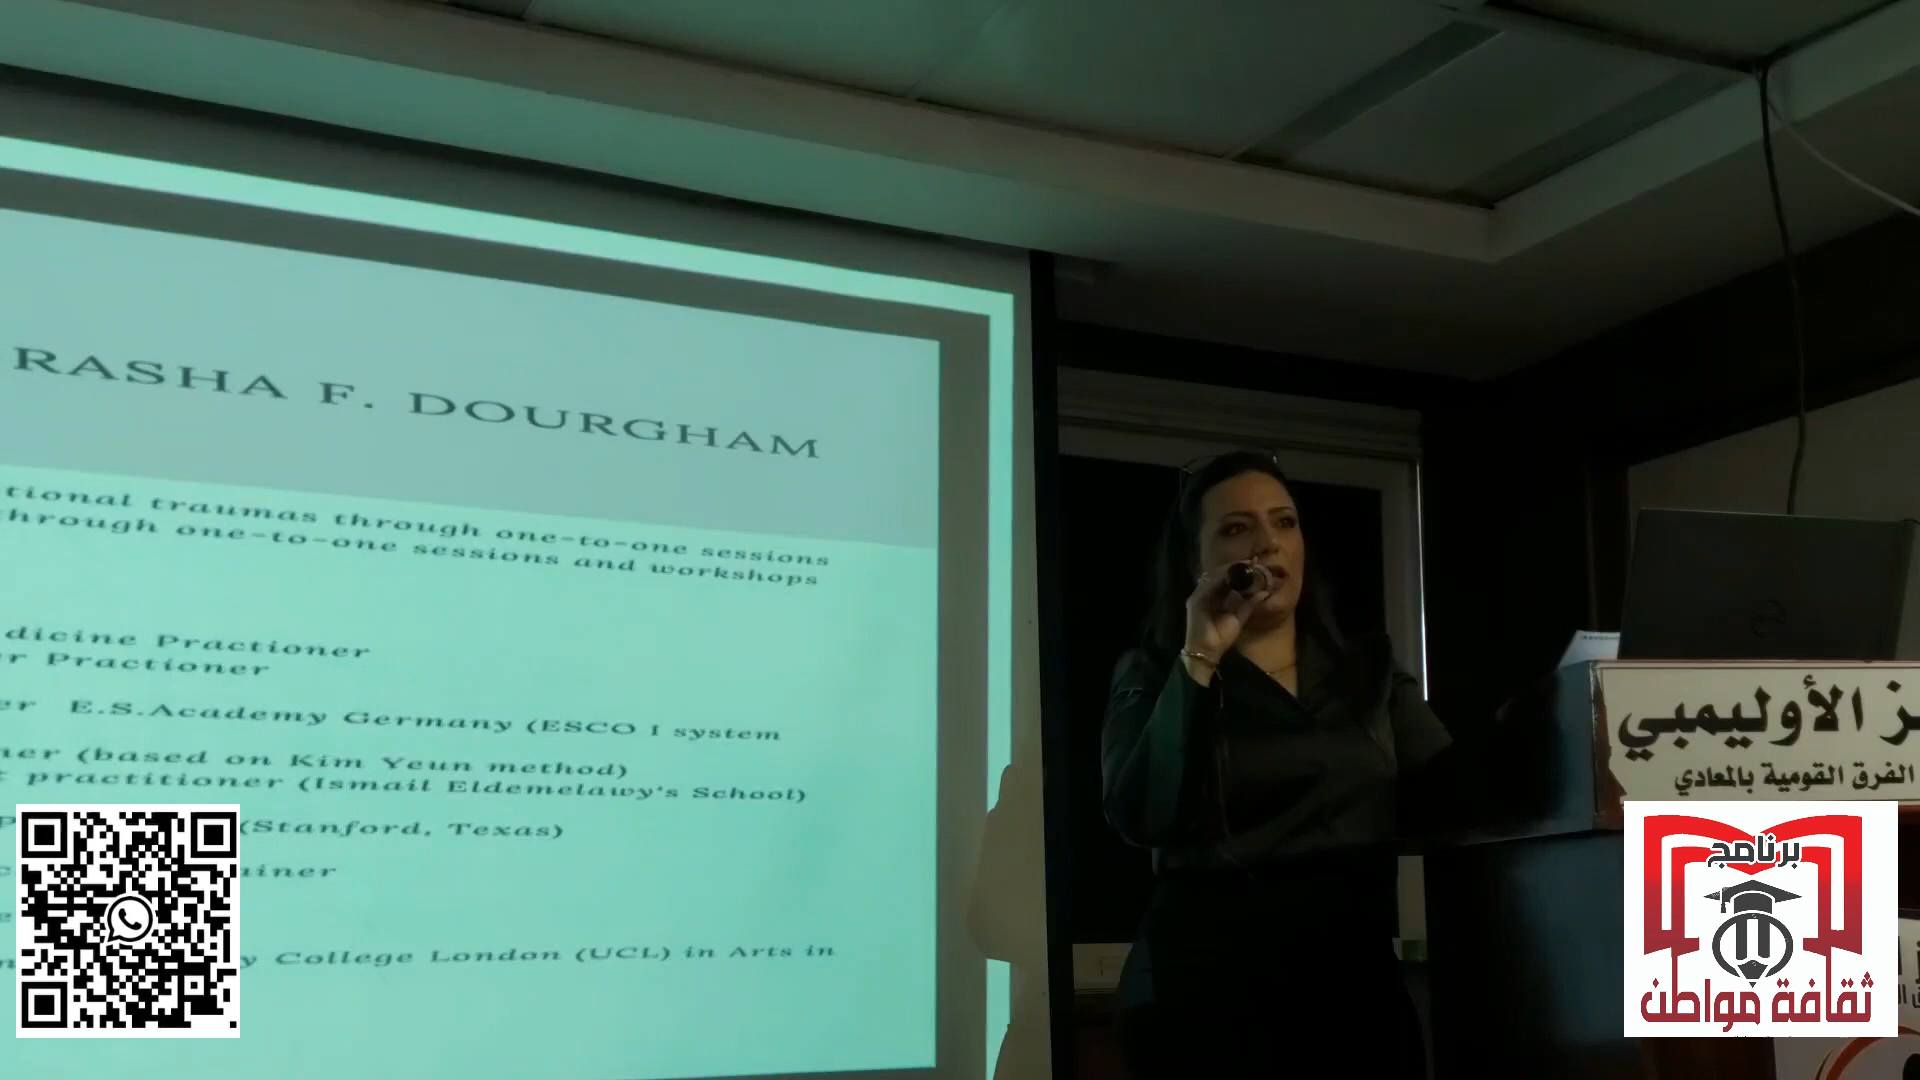 RASHA F. DOURGHAM
tional traumas through one-to-one sessions
through one-to-one sessions and workshops
dicine Practioner
r Practioner
er E.S.Academy Germany (ESCO I system
ner (based on Kim Yeun method)
t practitioner (Ismail Eldemelawy's School)
(Stanford, Texas)
ainer
y College London (UCL) in Arts in
ز الأوليمبي
الفرق القومية بالمعادي
برنامج
ثقافة مواطن